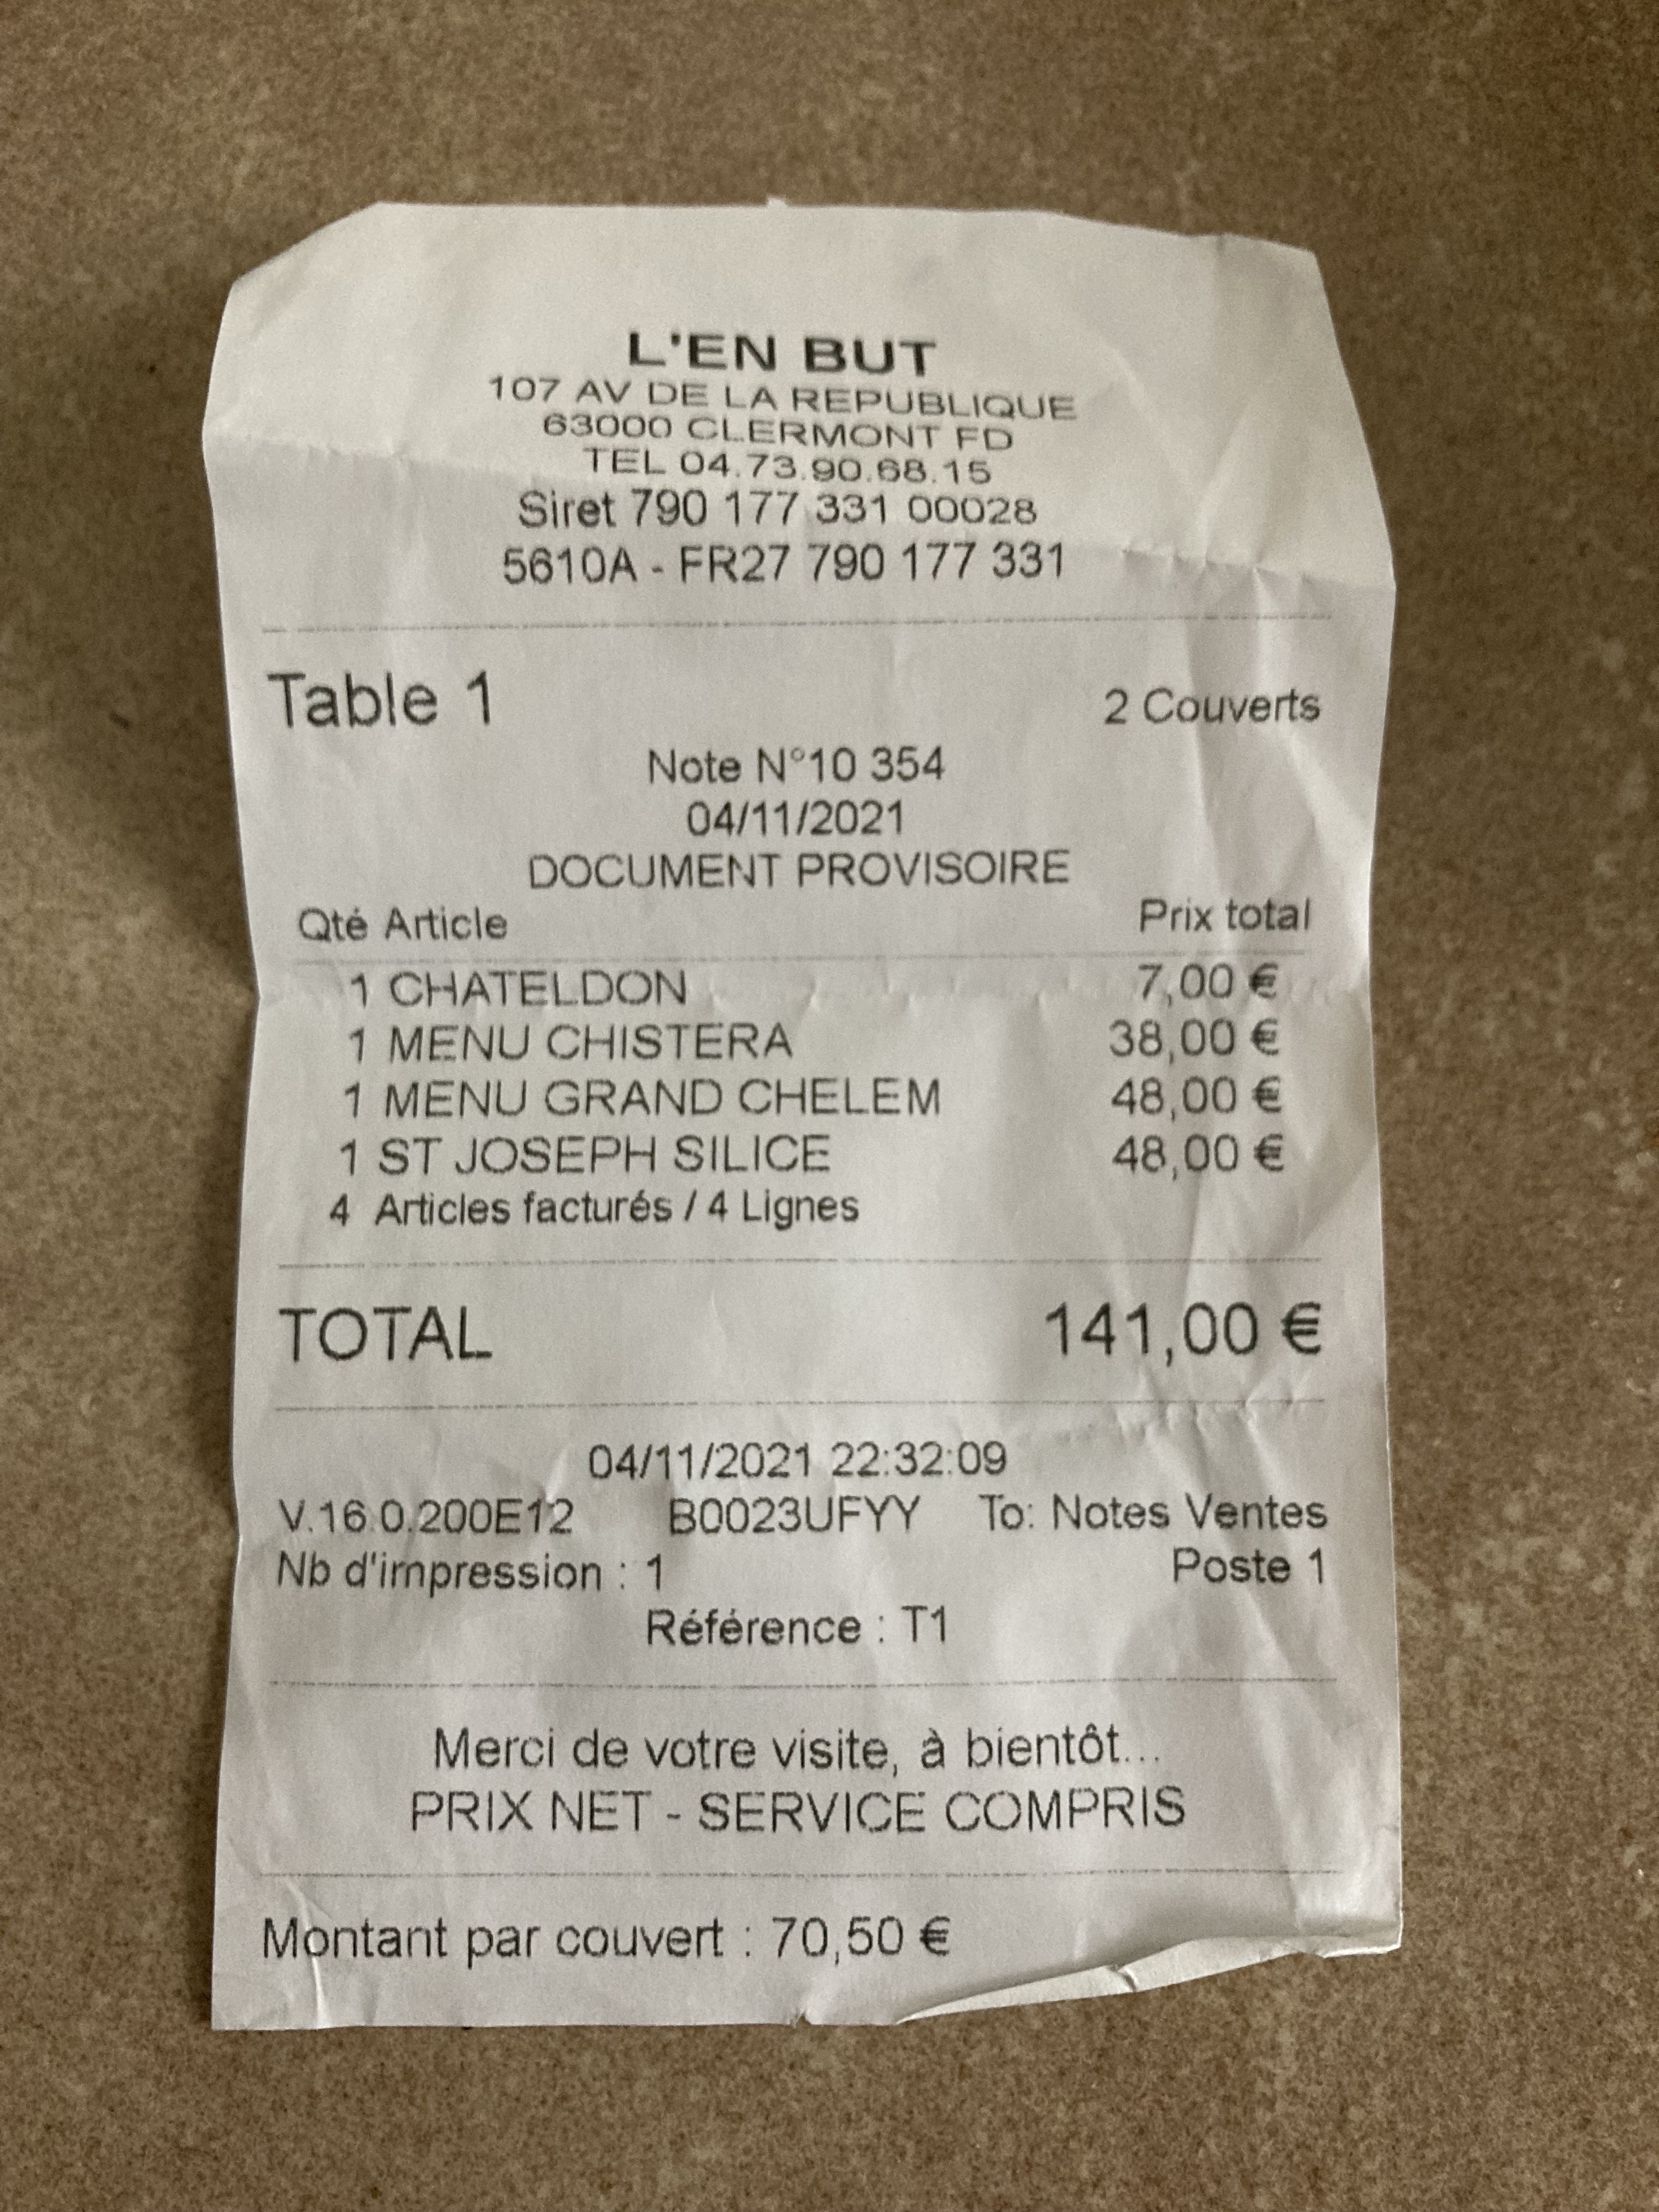 L'EN BUT
107 AV DE LA REPUBLIQUE
63000 CLERMONT FD
TEL 04.73.90.68.15
Siret 790 177 331 00028
5610A - FR27 790 177 331
Table 1 2 Couverts
Note N°10 354
04/11/2021
DOCUMENT PROVISOIRE
Qté Article Prix total
1 CHATELDON 7,00 €
1 MENU CHISTERA 38,00 €
1 MENU GRAND CHELEM 48,00 €
1 ST JOSEPH SILICE 48,00 €
4 Articles facturés / 4 Lignes
TOTAL 141,00 €
04/11/2021 22:32:09
V.16.0.200E12 B0023UFYY To: Notes Ventes
Nb d'impression : 1 Poste 1
Référence : T1
Merci de votre visite, à bientôt...
PRIX NET - SERVICE COMPRIS
Montant par couvert : 70,50 €